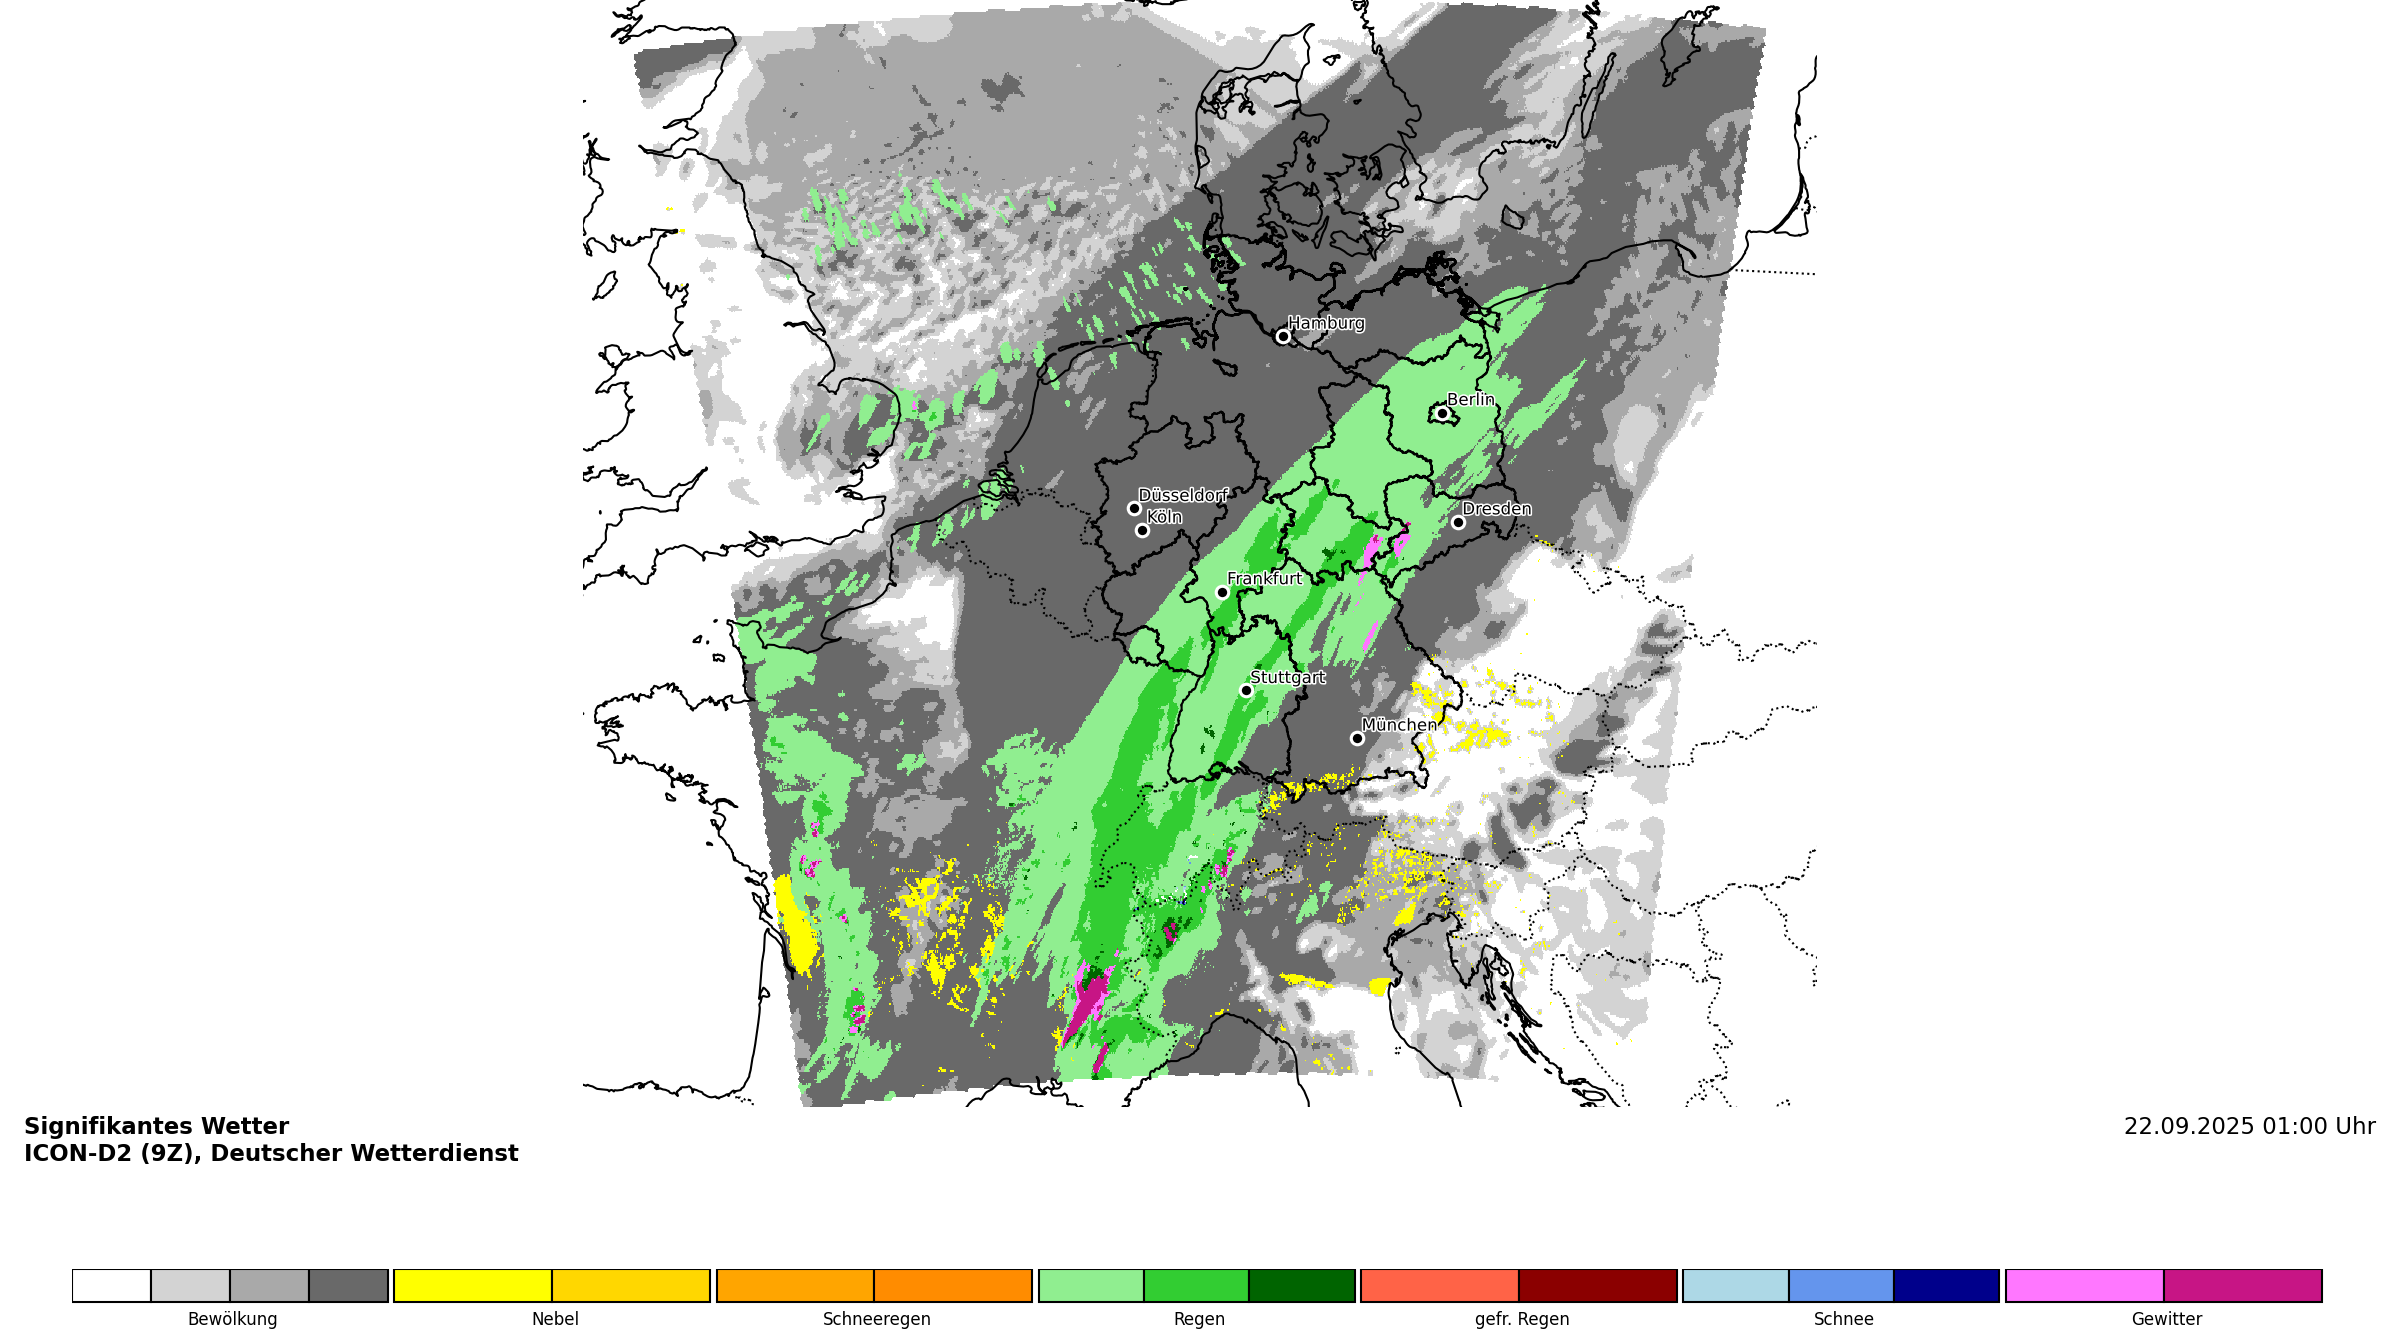 Hamburg
Berlin
Düsseldorf
Köln
Dresden
Frankfurt
Stuttgart
München
Signifikantes Wetter
22.09.2025 01:00 Uhr
ICON-D2 (9Z), Deutscher Wetterdienst
Bewölkung
Nebel
Schneeregen
Regen
gefr. Regen
Schnee
Gewitter